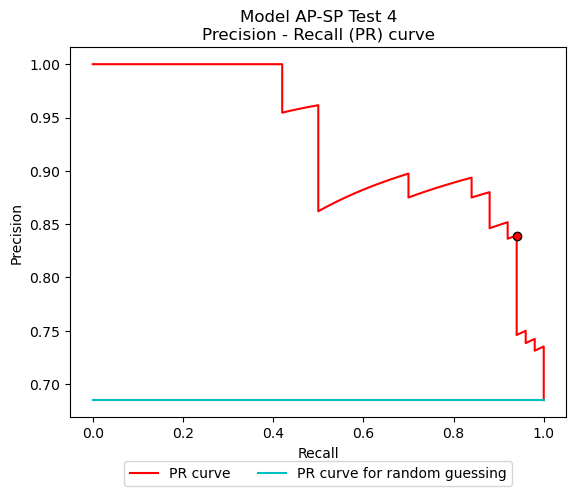 Model AP-SP Test 4
Precision - Recall (PR) curve
1.00
0.95
0.90
0.85
0.80
0.75
0.70
Precision
0.0 0.2 0.4 0.6 0.8 1.0
Recall
PR curve PR curve for random guessing